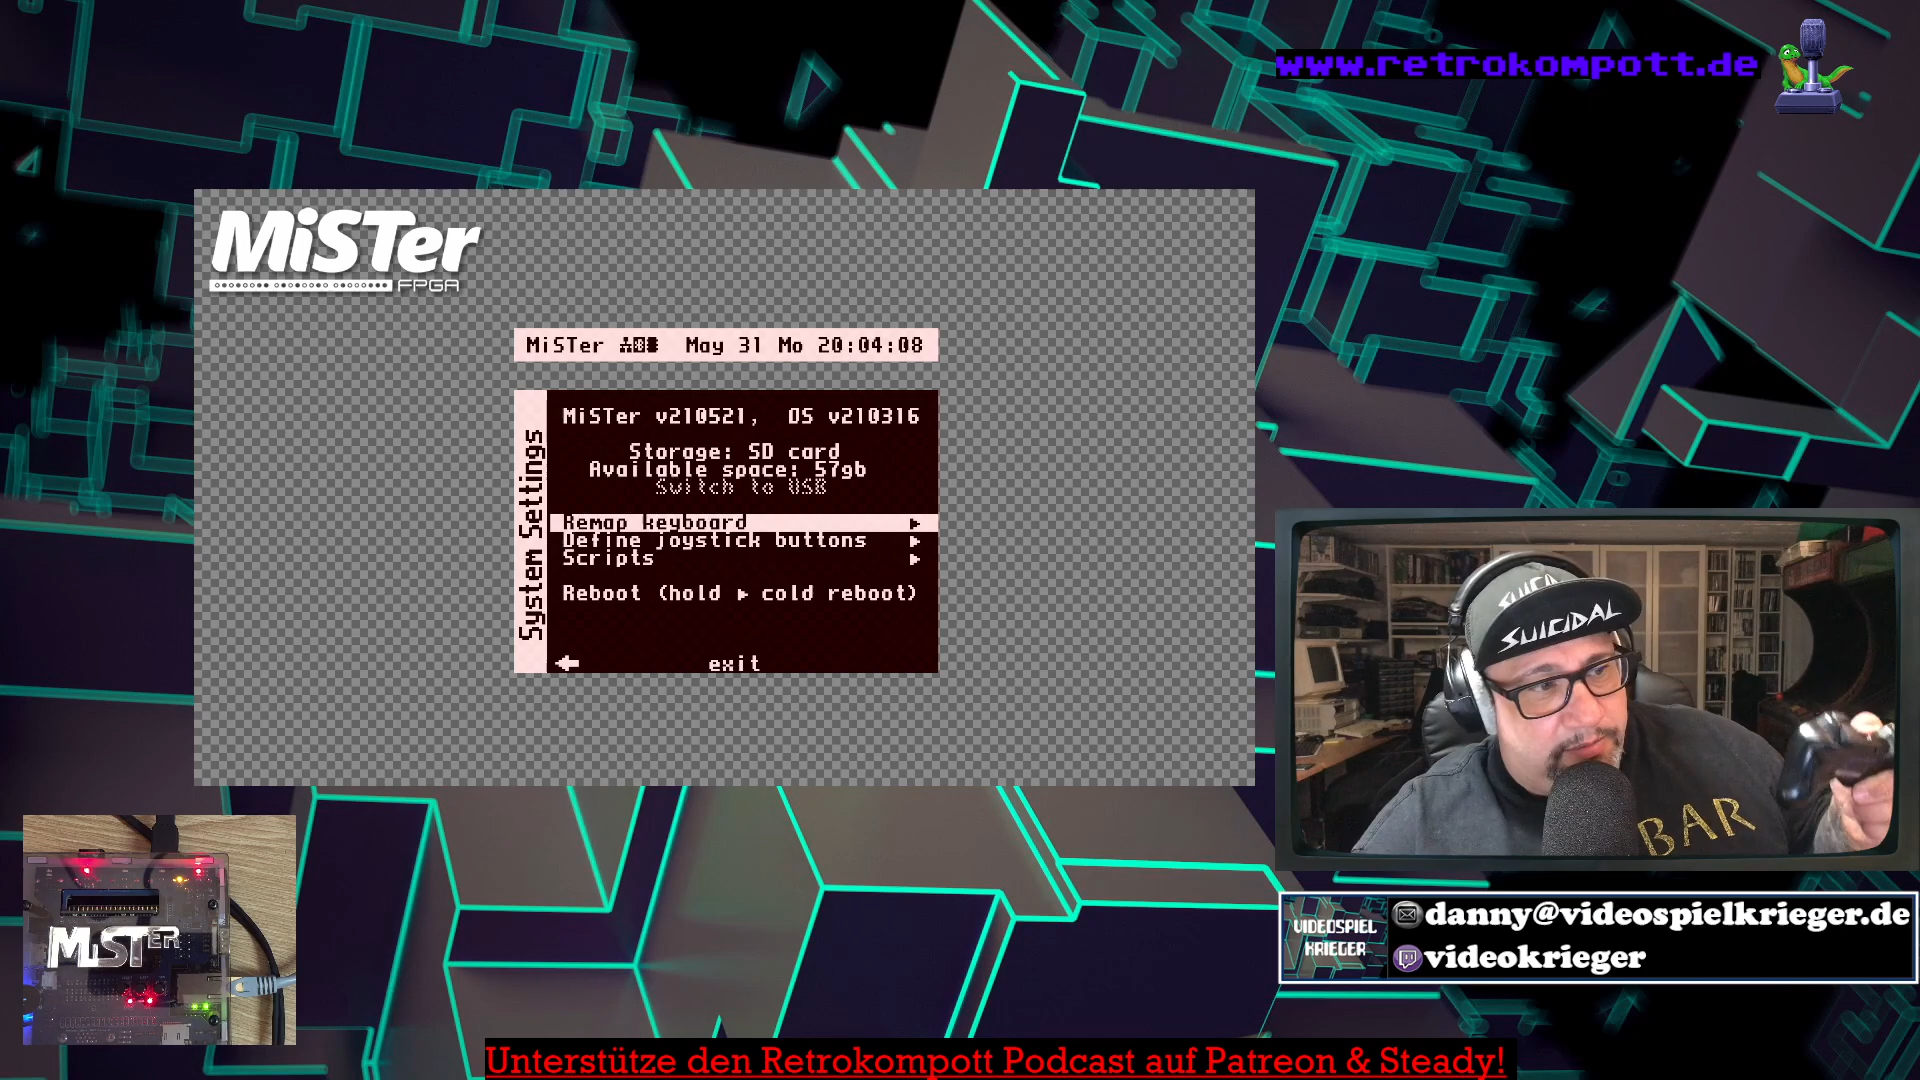 www.retrokompott.de
MiSTer
FPGA
MiSTer May 31 Mo 20:04:08
System Settings
MiSTer v210521, OS v210316
Storage: SD card
Available space: 57gb
Switch to USB
Remap keyboard
Define joystick buttons
Scripts
Reboot (hold ▶ cold reboot)
exit
SUICIDAL
BAR
MiSTER
VIDEOSPIEL
KRIEGER
danny@videospielkrieger.de
videokrieger
Unterstütze den Retrokompott Podcast auf Patreon & Steady!